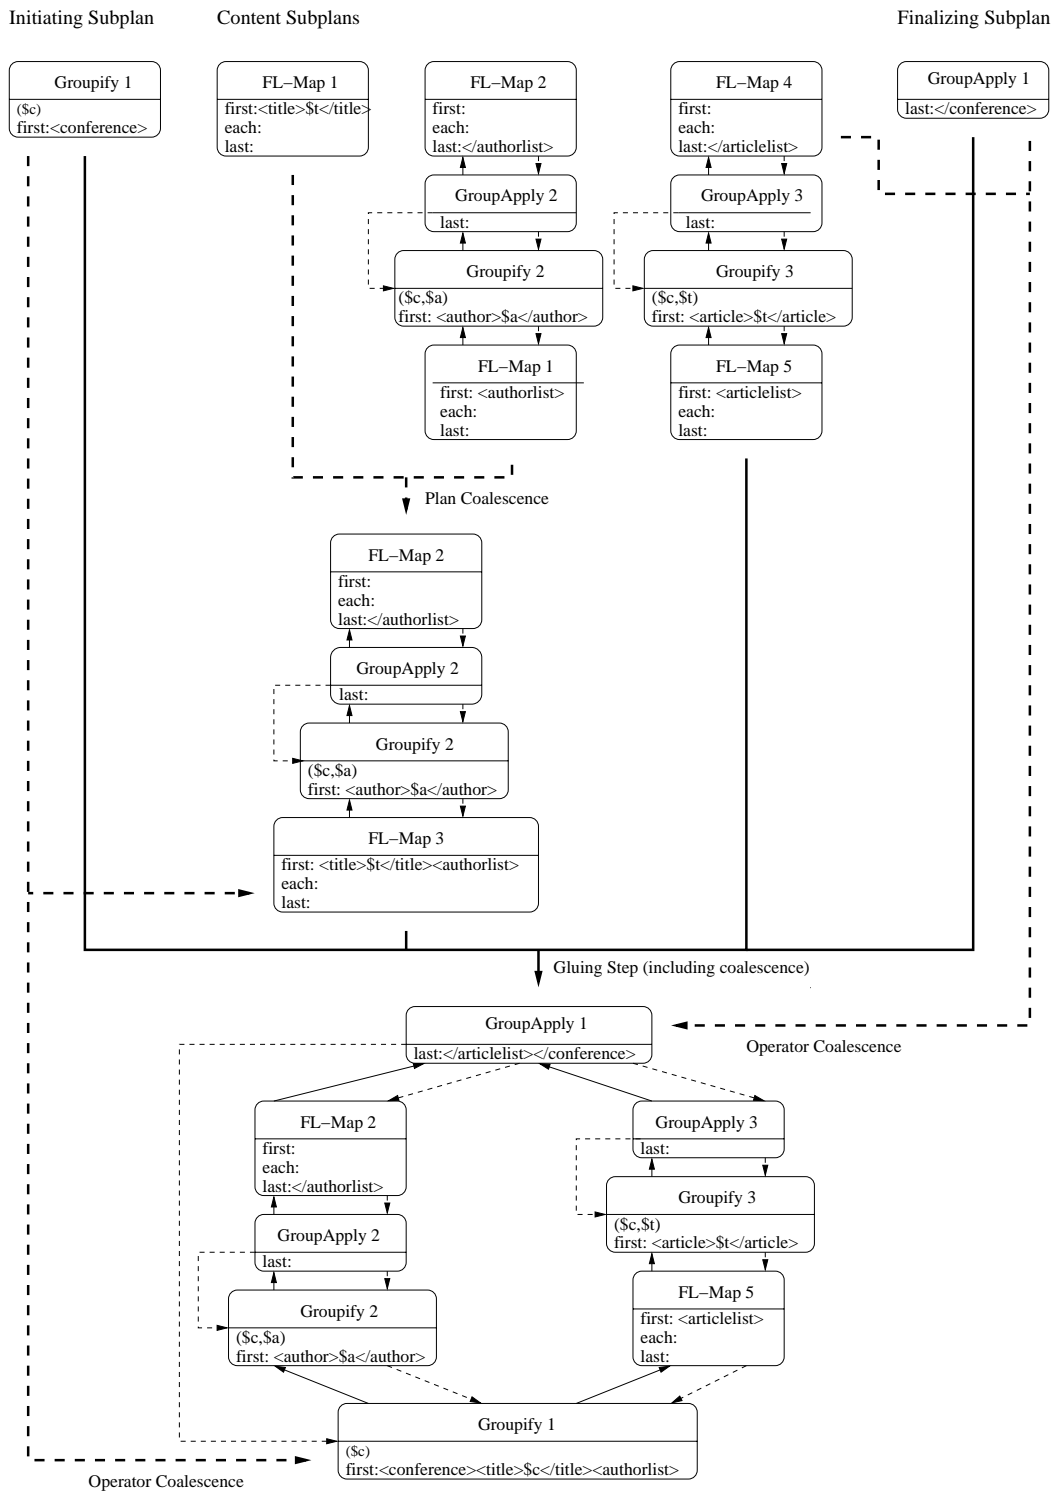 Initiating Subplan
Content Subplans
Finalizing Subplan
Groupify 1
($c)
first:<conference>
FL−Map 1
first:<title>$t</title>
each:
last:
FL−Map 2
first:
each:
last:</authorlist>
GroupApply 2
last:
Groupify 2
($c,$a)
first: <author>$a</author>
FL−Map 1
first: <authorlist>
each:
last:
FL−Map 4
first:
each:
last:</articlelist>
GroupApply 3
last:
Groupify 3
($c,$t)
first: <article>$t</article>
FL−Map 5
first: <articlelist>
each:
last:
GroupApply 1
last:</conference>
Plan Coalescence
FL−Map 2
first:
each:
last:</authorlist>
GroupApply 2
last:
Groupify 2
($c,$a)
first: <author>$a</author>
FL−Map 3
first: <title>$t</title><authorlist>
each:
last:
Gluing Step (including coalescence)
GroupApply 1
last:</articlelist></conference>
Operator Coalescence
FL−Map 2
first:
each:
last:</authorlist>
GroupApply 2
last:
Groupify 2
($c,$a)
first: <author>$a</author>
GroupApply 3
last:
Groupify 3
($c,$t)
first: <article>$t</article>
FL−Map 5
first: <articlelist>
each:
last:
Groupify 1
($c)
first:<conference><title>$c</title><authorlist>
Operator Coalescence